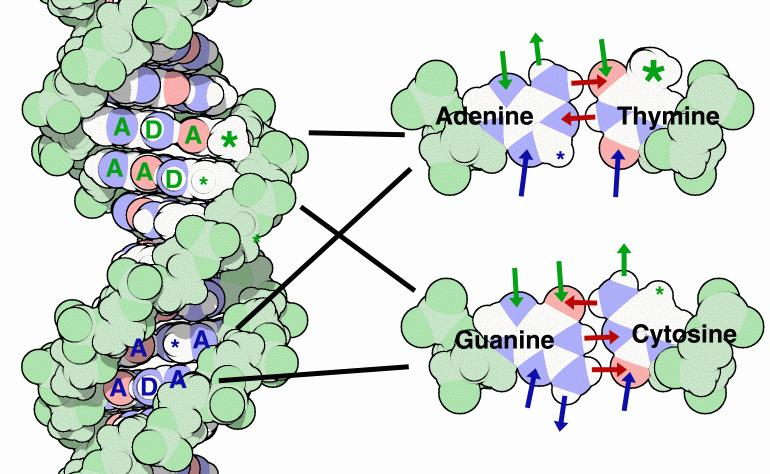 A D A *
A A D *
*
A * A
A D A
*
Adenine Thymine
*
*
Guanine Cytosine